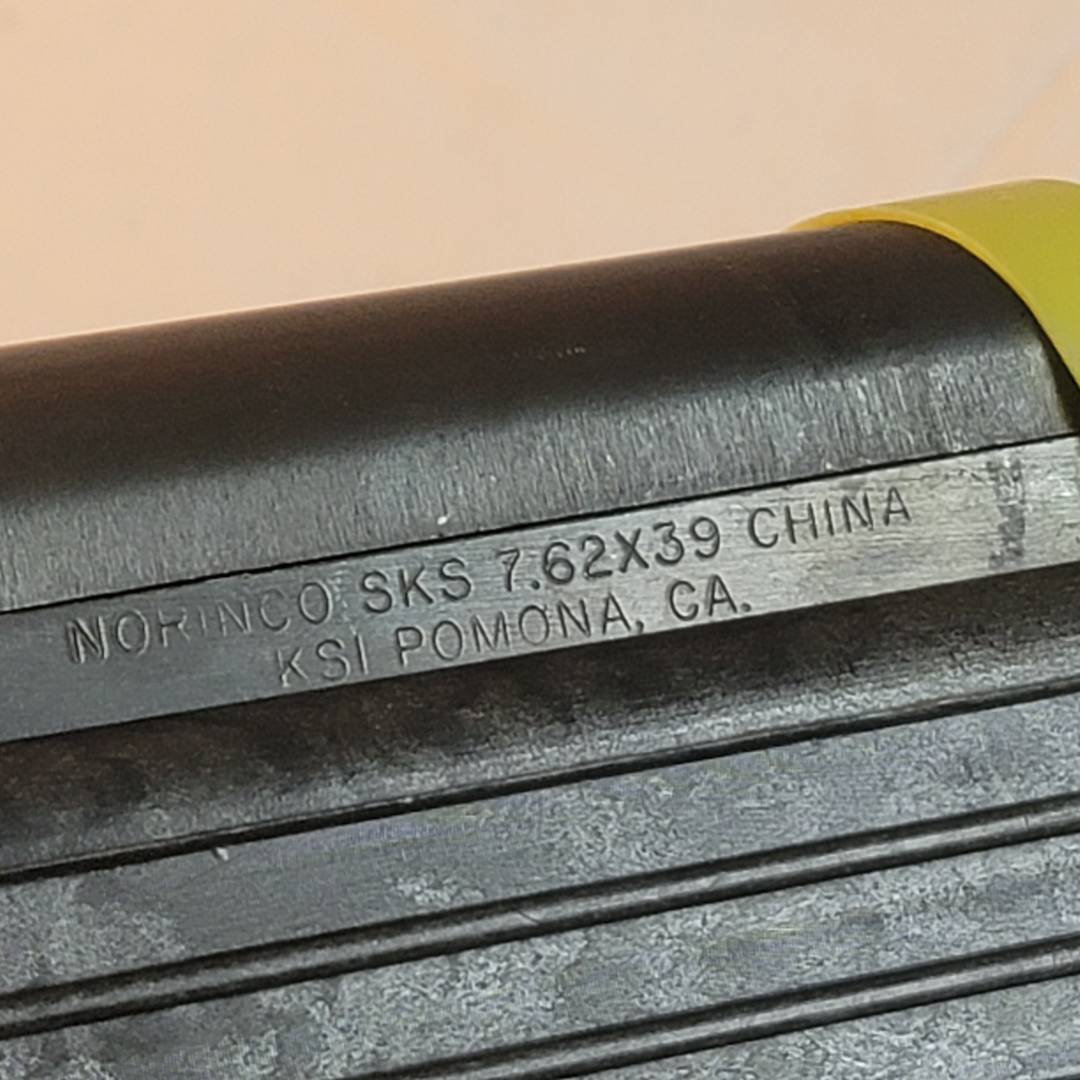 NORINCO SKS 7.62X39 CHINA
KSI POMONA, CA.